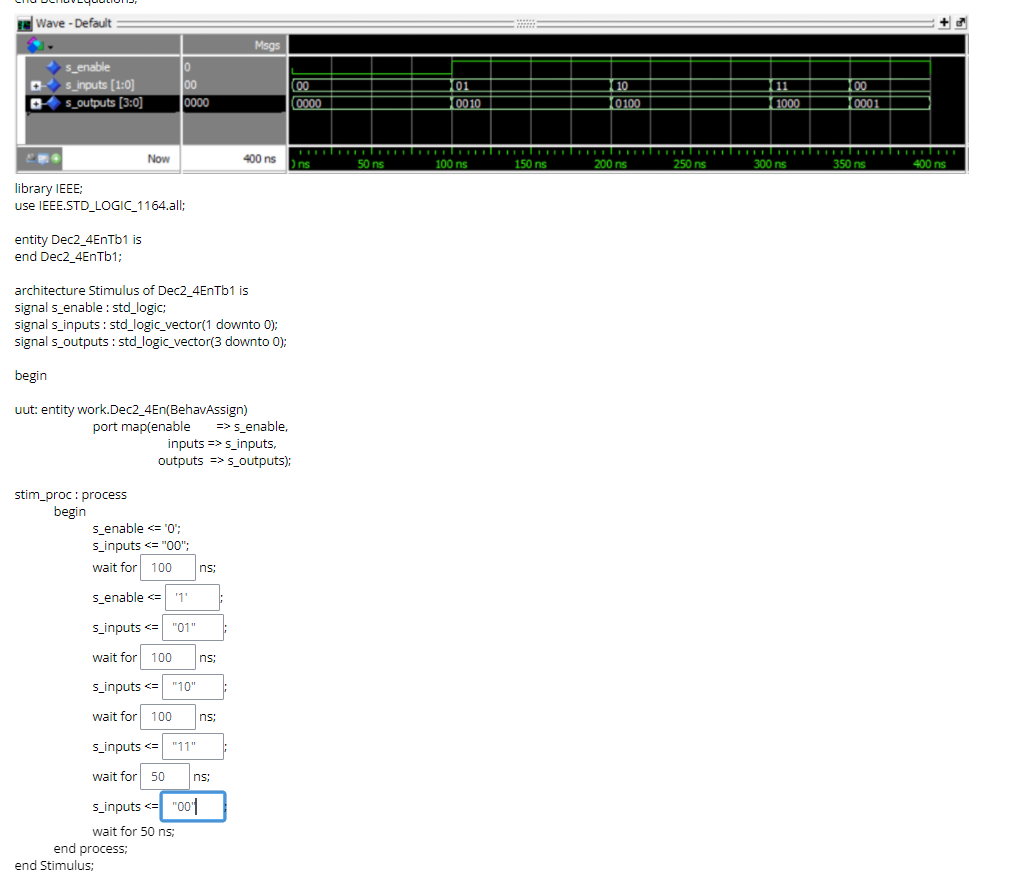 end BehavEquations;
Wave - Default
Msgs
s_enable 0
s_inputs [1:0] 00 00 01 10 11 00
s_outputs [3:0] 0000 0000 0010 0100 1000 0001
Now 400 ns ns 50 ns 100 ns 150 ns 200 ns 250 ns 300 ns 350 ns 400 ns
library IEEE;
use IEEE.STD_LOGIC_1164.all;
entity Dec2_4EnTb1 is
end Dec2_4EnTb1;
architecture Stimulus of Dec2_4EnTb1 is
signal s_enable : std_logic;
signal s_inputs : std_logic_vector(1 downto 0);
signal s_outputs : std_logic_vector(3 downto 0);
begin
uut: entity work.Dec2_4En(BehavAssign)
port map(enable => s_enable,
inputs => s_inputs,
outputs => s_outputs);
stim_proc : process
begin
s_enable <= '0';
s_inputs <= "00";
wait for 100 ns;
s_enable <= '1' ;
s_inputs <= "01" ;
wait for 100 ns;
s_inputs <= "10" ;
wait for 100 ns;
s_inputs <= "11" ;
wait for 50 ns;
s_inputs <= "00" ;
wait for 50 ns;
end process;
end Stimulus;